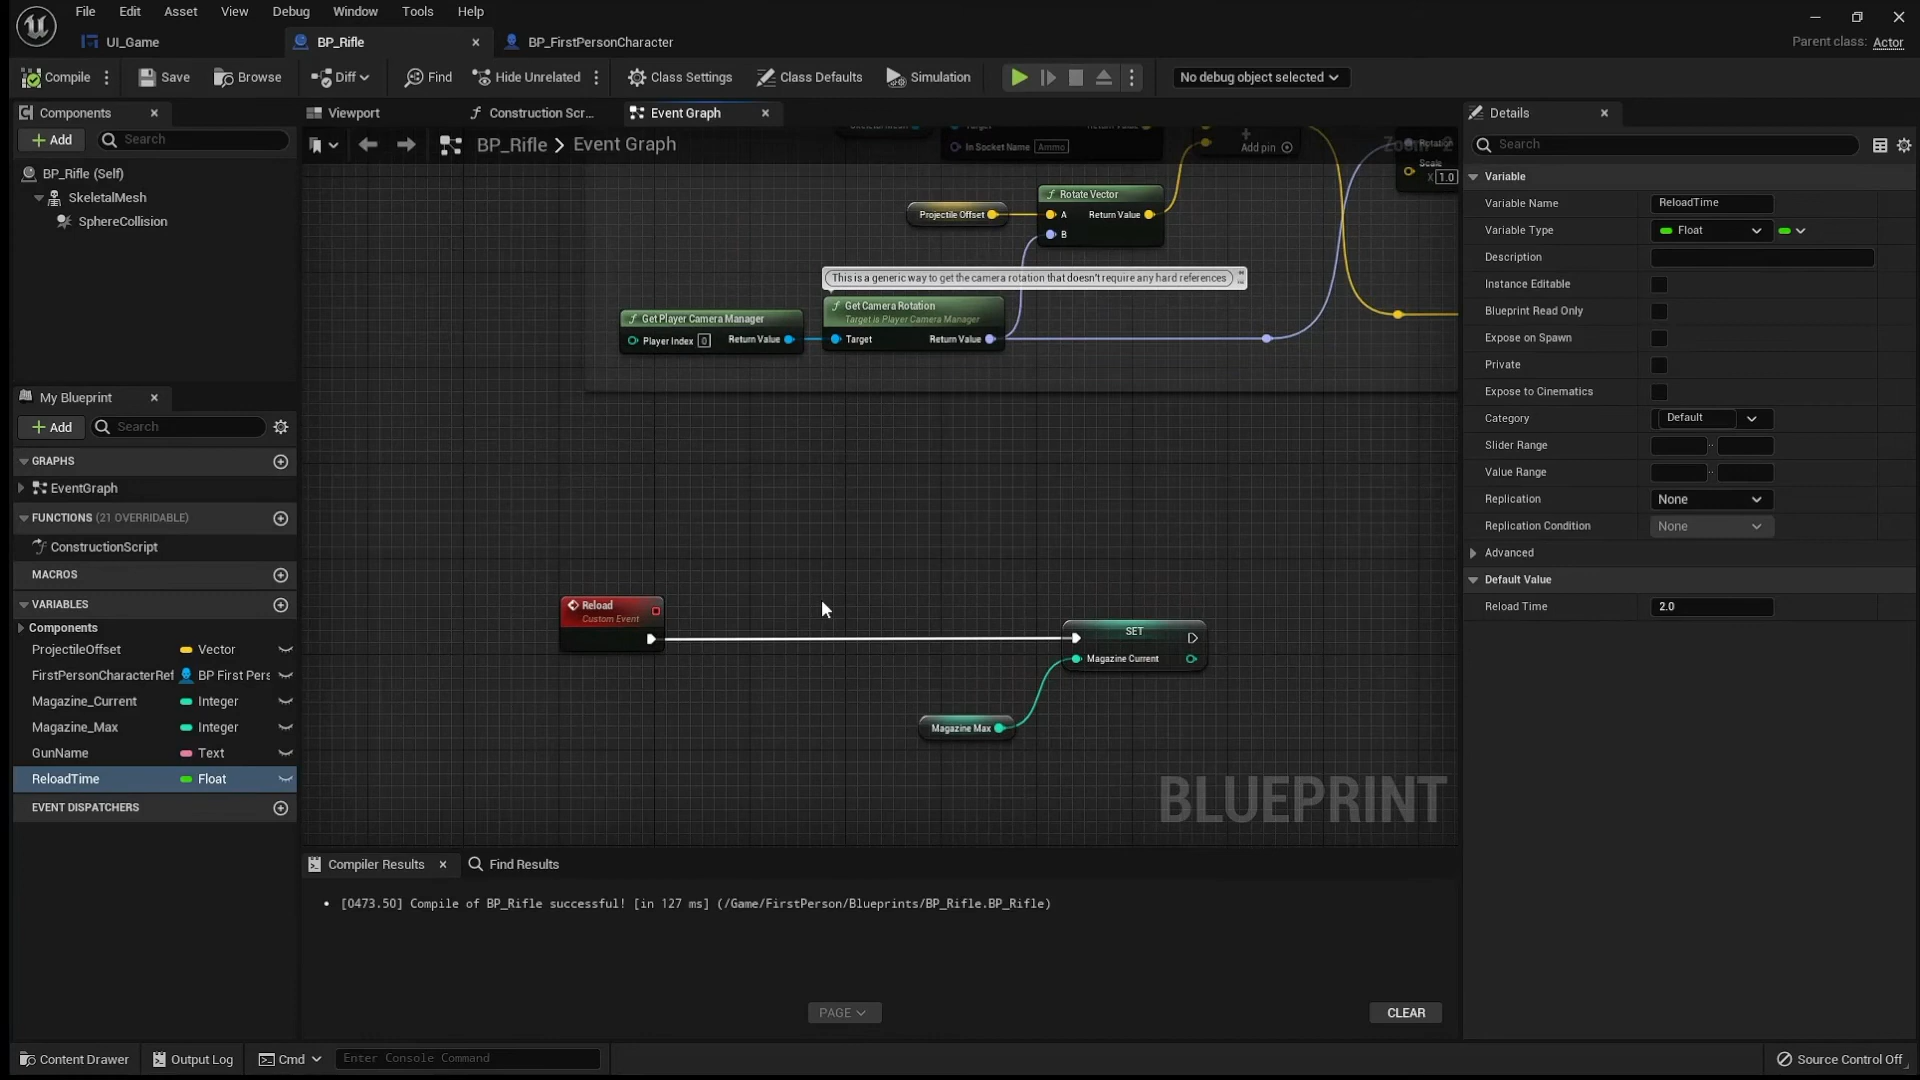 File Edit Asset View Debug Window Tools Help
UI_Game
BP_Rifle
BP_FirstPersonCharacter
Parent class: Actor
Compile
Save
Browse
Diff
Find
Hide Unrelated
Class Settings
Class Defaults
Simulation
No debug object selected
Components
Add
Search
BP_Rifle (Self)
SkeletalMesh
SphereCollision
My Blueprint
Add
Search
GRAPHS
EventGraph
FUNCTIONS (21 OVERRIDABLE)
ConstructionScript
MACROS
VARIABLES
Components
ProjectileOffset Vector
FirstPersonCharacterRef BP First Pers
Magazine_Current Integer
Magazine_Max Integer
GunName Text
ReloadTime Float
EVENT DISPATCHERS
Viewport
Construction Scr...
Event Graph
BP_Rifle > Event Graph
In Socket Name Ammo
Add pin
Rotation
Scale
X 1.0
Rotate Vector
Projectile Offset
A Return Value
B
This is a generic way to get the camera rotation that doesn't require any hard references
Get Player Camera Manager
Player Index 0 Return Value
Get Camera Rotation
Target is Player Camera Manager
Target Return Value
Reload
Custom Event
SET
Magazine Current
Magazine Max
BLUEPRINT
Compiler Results
Find Results
• [0473.50] Compile of BP_Rifle successful! [in 127 ms] (/Game/FirstPerson/Blueprints/BP_Rifle.BP_Rifle)
PAGE
CLEAR
Details
Search
Variable
Variable Name ReloadTime
Variable Type Float
Description
Instance Editable
Blueprint Read Only
Expose on Spawn
Private
Expose to Cinematics
Category Default
Slider Range
Value Range
Replication None
Replication Condition None
Advanced
Default Value
Reload Time 2.0
Content Drawer
Output Log
Cmd
Enter Console Command
Source Control Off